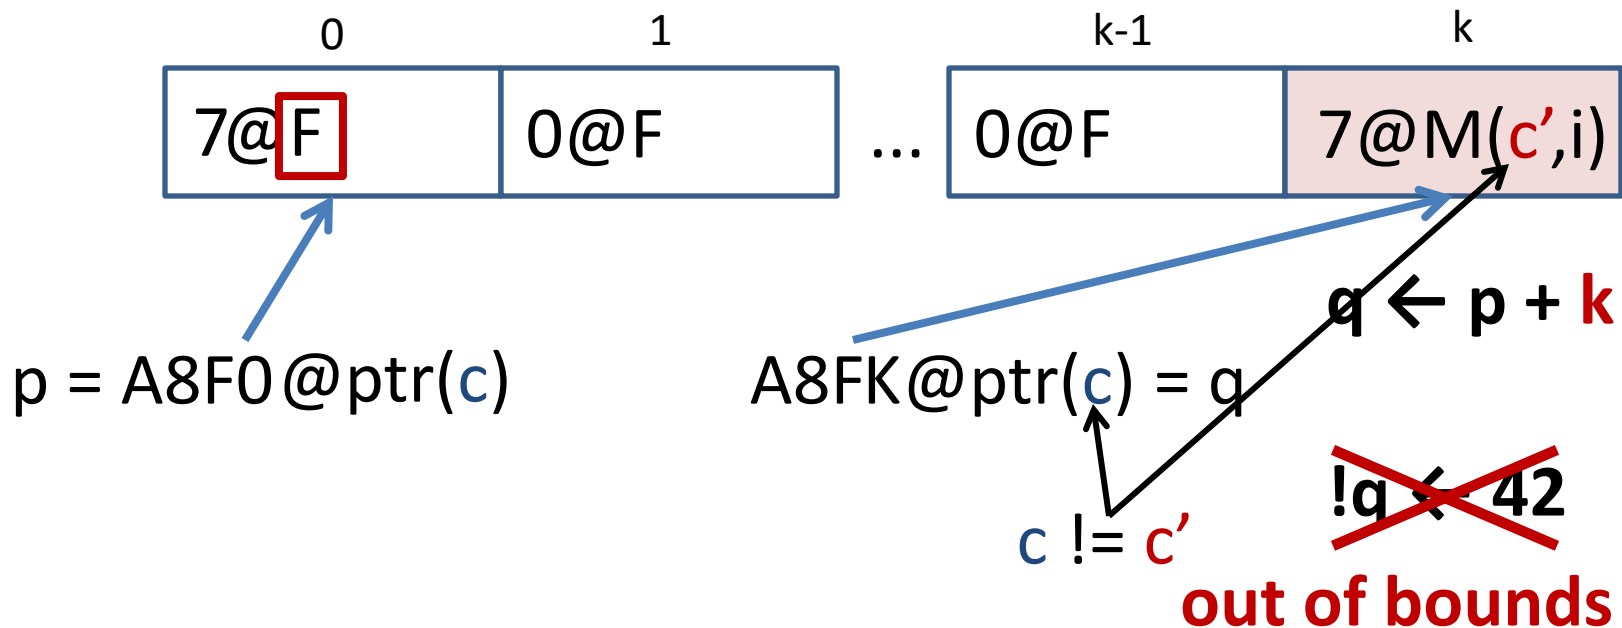 0 1 k-1 k
7@F 0@F ... 0@F 7@M(c’,i)
q ← p + k
p = A8F0@ptr(c) A8FK@ptr(c) = q
!q ← 42
c != c’
out of bounds